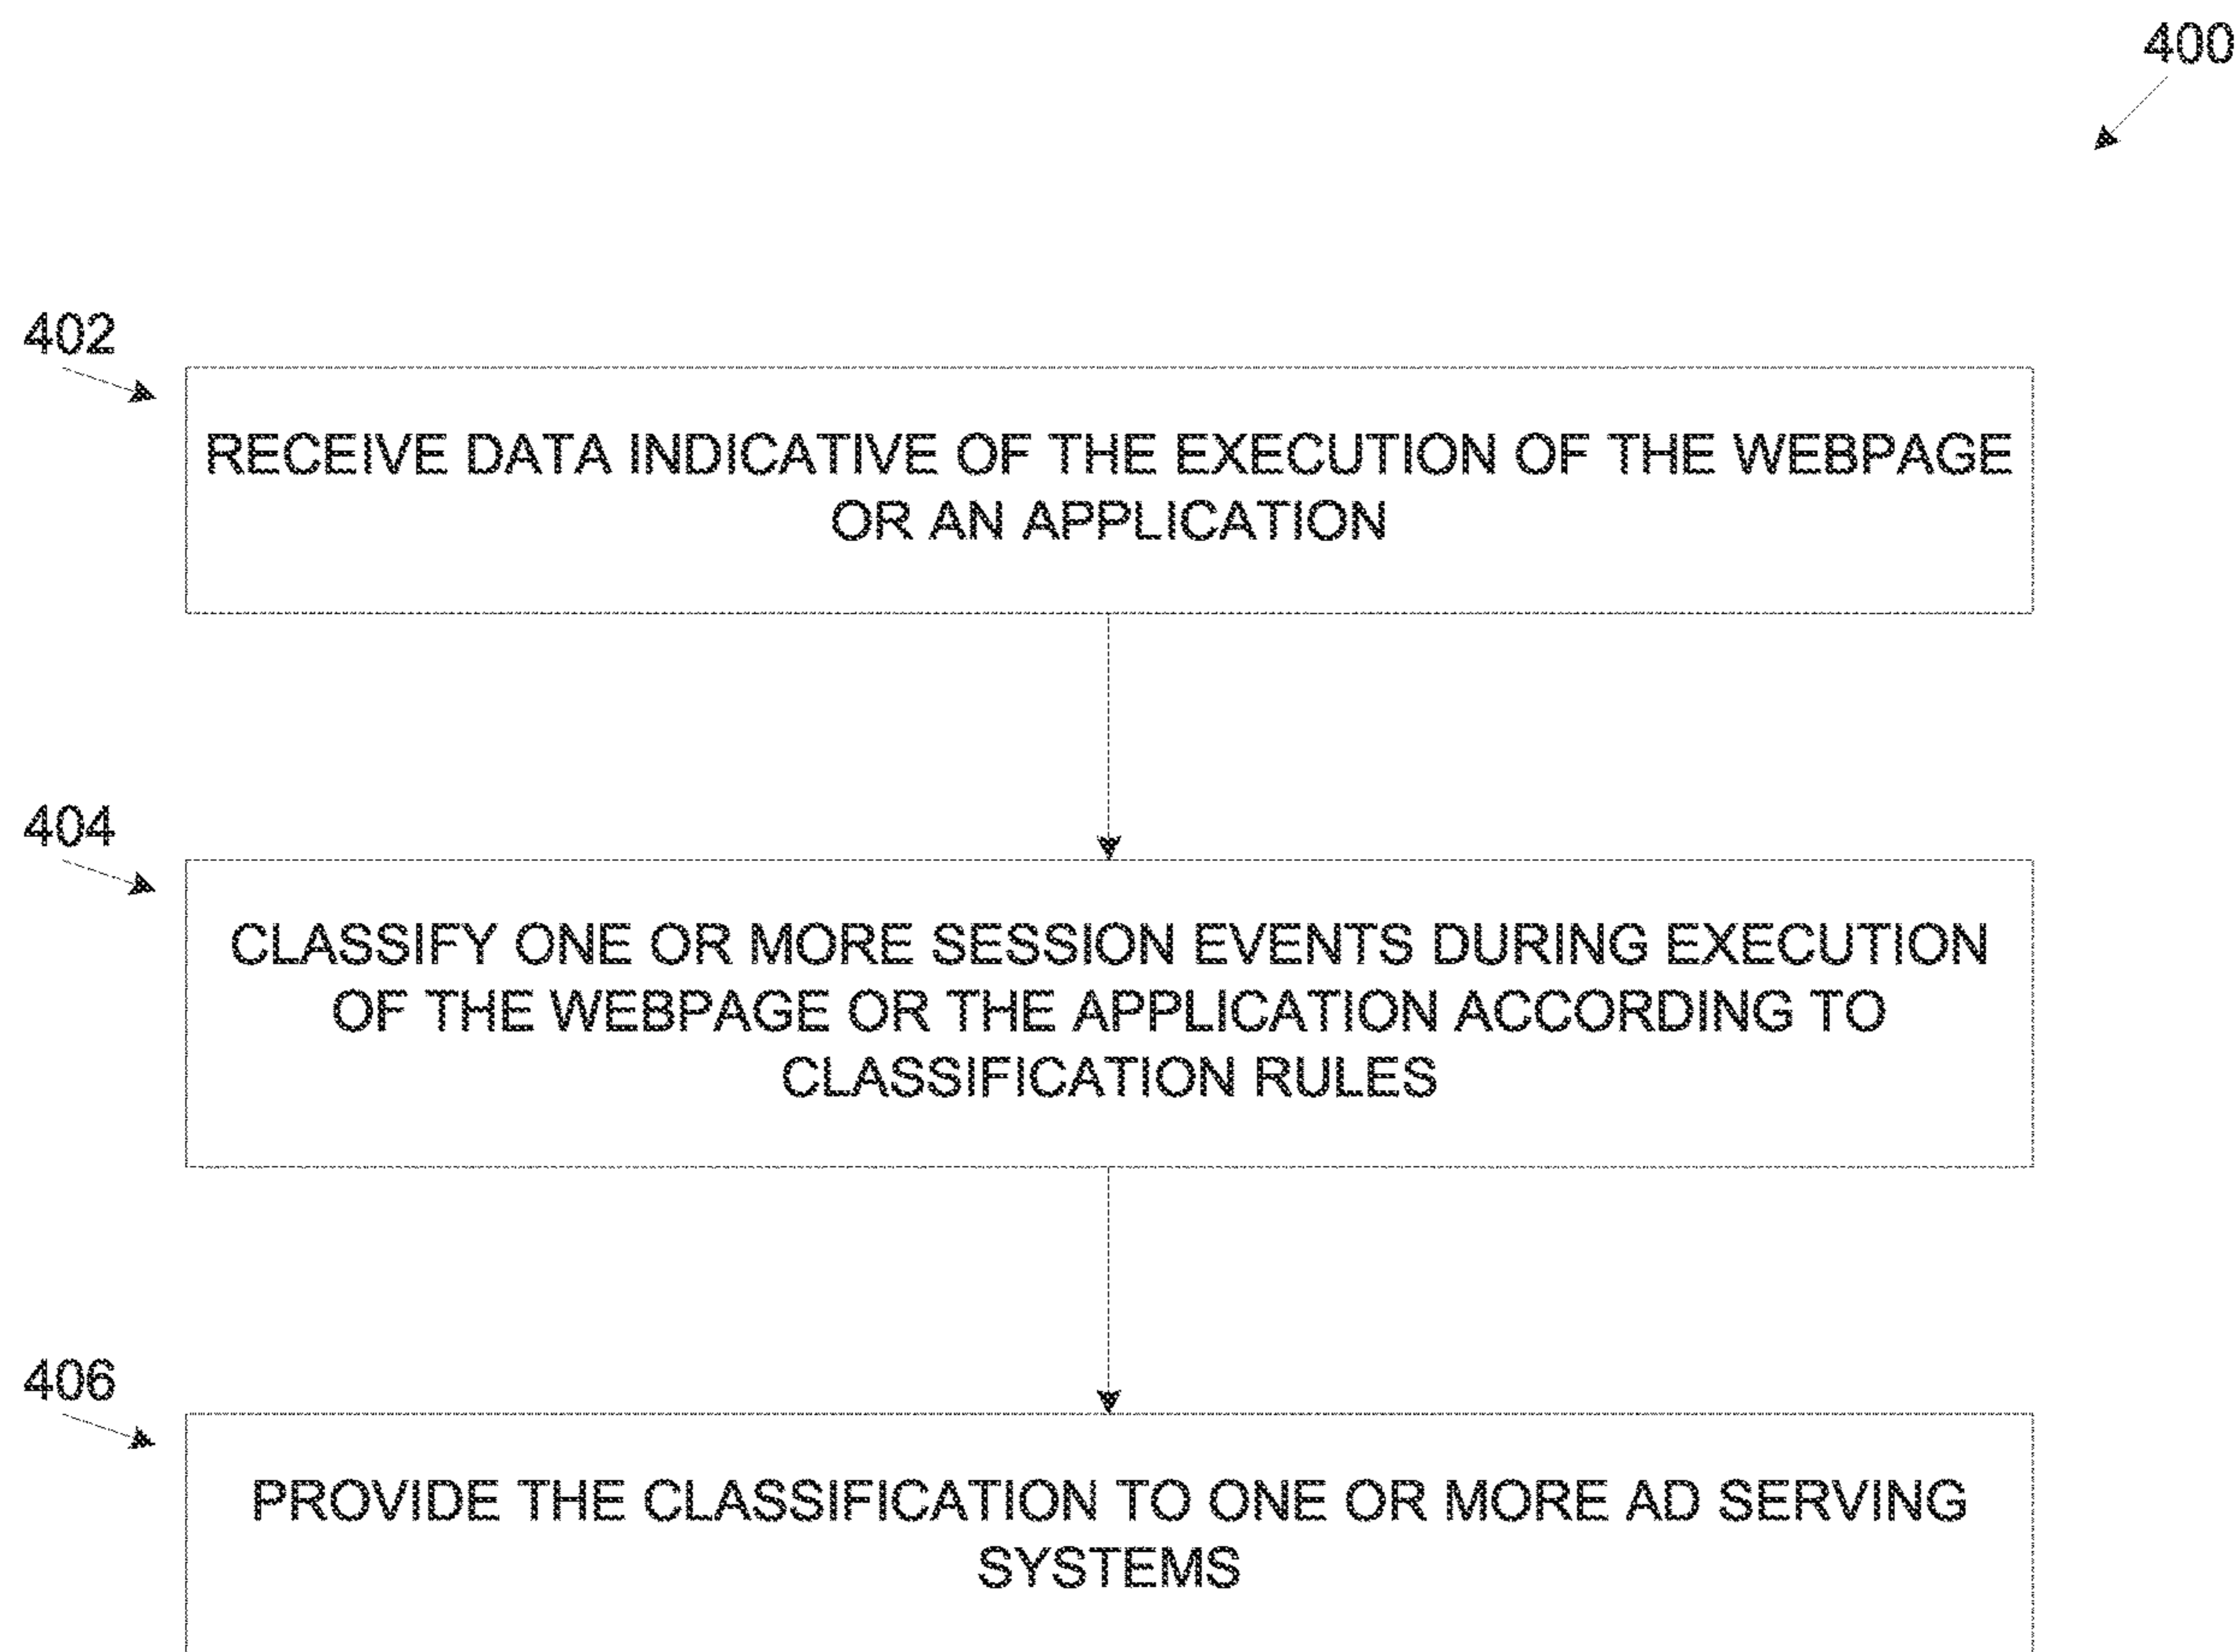 400
402
RECEIVE DATA INDICATIVE OF THE EXECUTION OF THE WEBPAGE
OR AN APPLICATION
404
CLASSIFY ONE OR MORE SESSION EVENTS DURING EXECUTION
OF THE WEBPAGE OR THE APPLICATION ACCORDING TO
CLASSIFICATION RULES
406
PROVIDE THE CLASSIFICATION TO ONE OR MORE AD SERVING
SYSTEMS